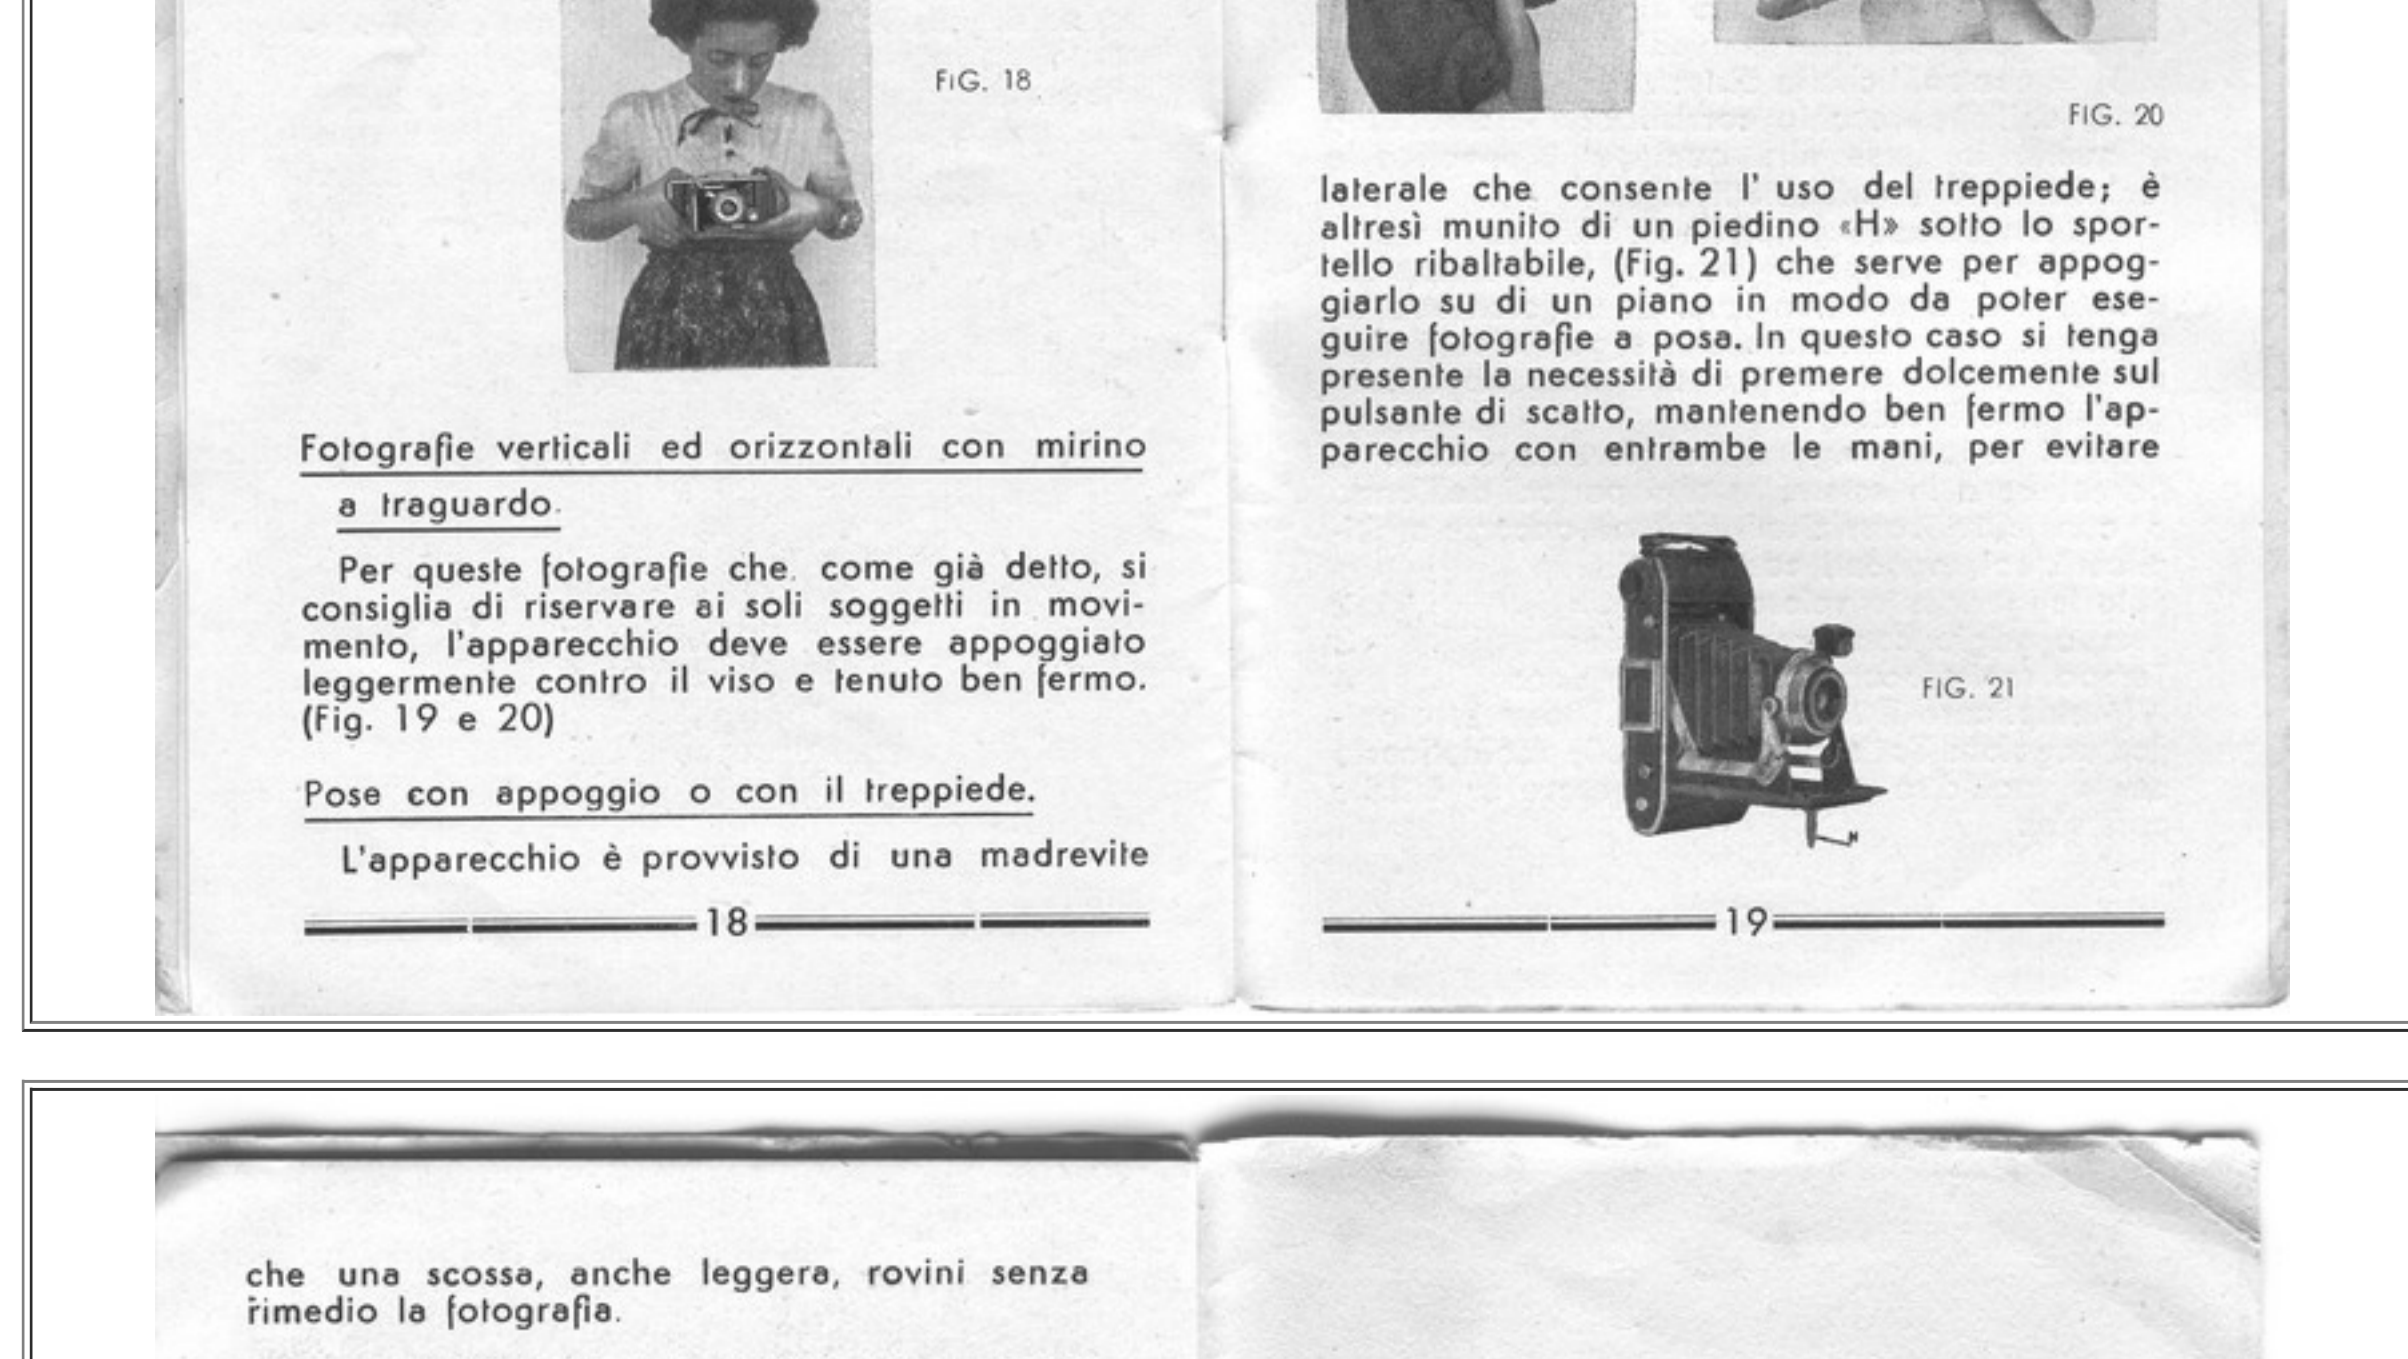 FIG. 18
Fotografie verticali ed orizzontali con mirino
a traguardo.
Per queste fotografie che. come già detto, si
consiglia di riservare ai soli soggetti in movi-
mento, l'apparecchio deve essere appoggiato
leggermente contro il viso e tenuto ben fermo.
(Fig. 19 e 20)
Pose con appoggio o con il treppiede.
L'apparecchio è provvisto di una madrevite
18
FIG. 20
laterale che consente l' uso del treppiede; è
altresì munito di un piedino «H» sotto lo spor-
tello ribaltabile, (Fig. 21) che serve per appog-
giarlo su di un piano in modo da poter ese-
guire fotografie a posa. In questo caso si tenga
presente la necessità di premere dolcemente sul
pulsante di scatto, mantenendo ben fermo l'ap-
parecchio con entrambe le mani, per evitare
FIG. 21
H
19
che una scossa, anche leggera, rovini senza
rimedio la fotografia.